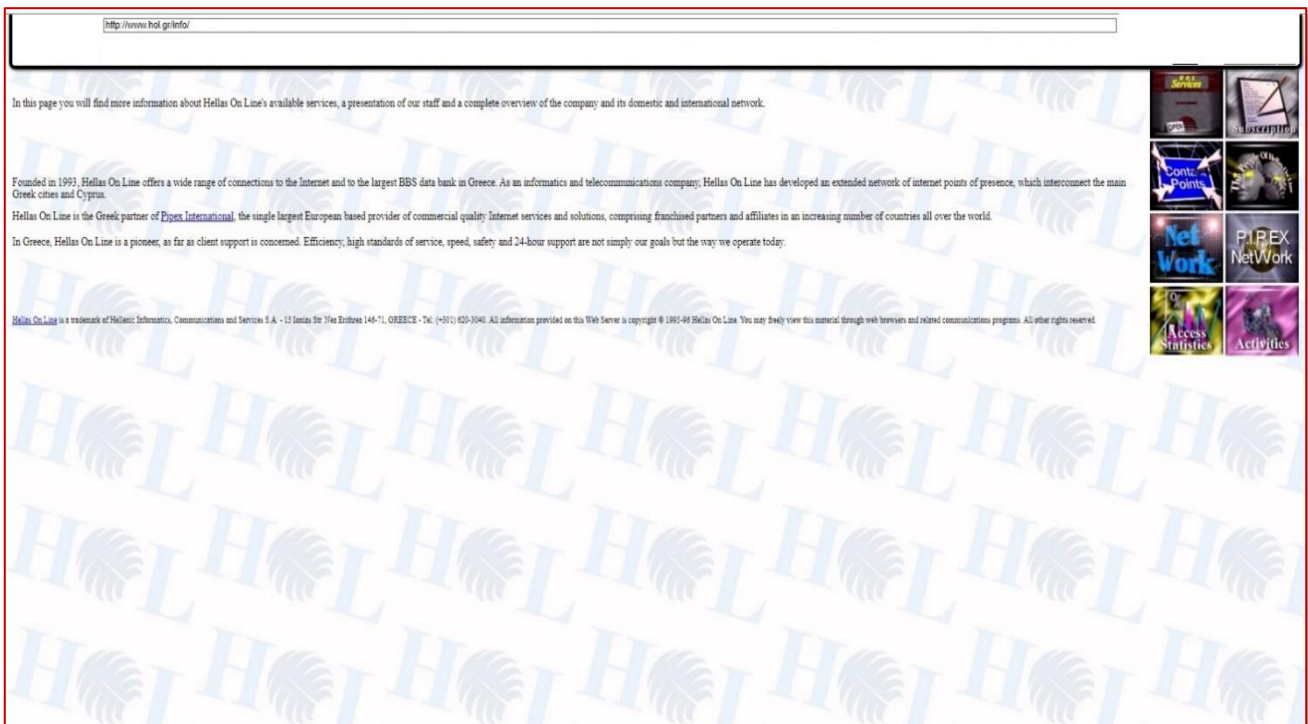 http://www.hol.gr/info/
In this page you will find more information about Hellas On Line's available services, a presentation of our staff and a complete overview of the company and its domestic and international network.
Founded in 1993, Hellas On Line offers a wide range of connections to the Internet and to the largest BBS data bank in Greece. As an informatics and telecommunications company, Hellas On Line has developed an extended network of internet points of presence, which interconnect the main
Greek cities and Cyprus.
Hellas On Line is the Greek partner of Pipex International, the single largest European based provider of commercial quality Internet services and solutions, comprising franchised partners and affiliates in an increasing number of countries all over the world.
In Greece, Hellas On Line is a pioneer, as far as client support is concerned. Efficiency, high standards of service, speed, safety and 24-hour support are not simply our goals but the way we operate today.
Hellas On Line is a trademark of Hellenic Informatics, Communications and Services S.A. - 15 Ionias Str. Nea Erithrea 146-71, GREECE - Tel. (+301) 620-3040. All information provided on this Web Server is copyright © 1995-96 Hellas On Line. You may freely view this material through web browsers and related communications programs. All other rights reserved.
Services
OPEN
Subscription
Contact
Points
Net
Work
P.I.P.EX
NetWork
Access
Statistics
Activities
HOL